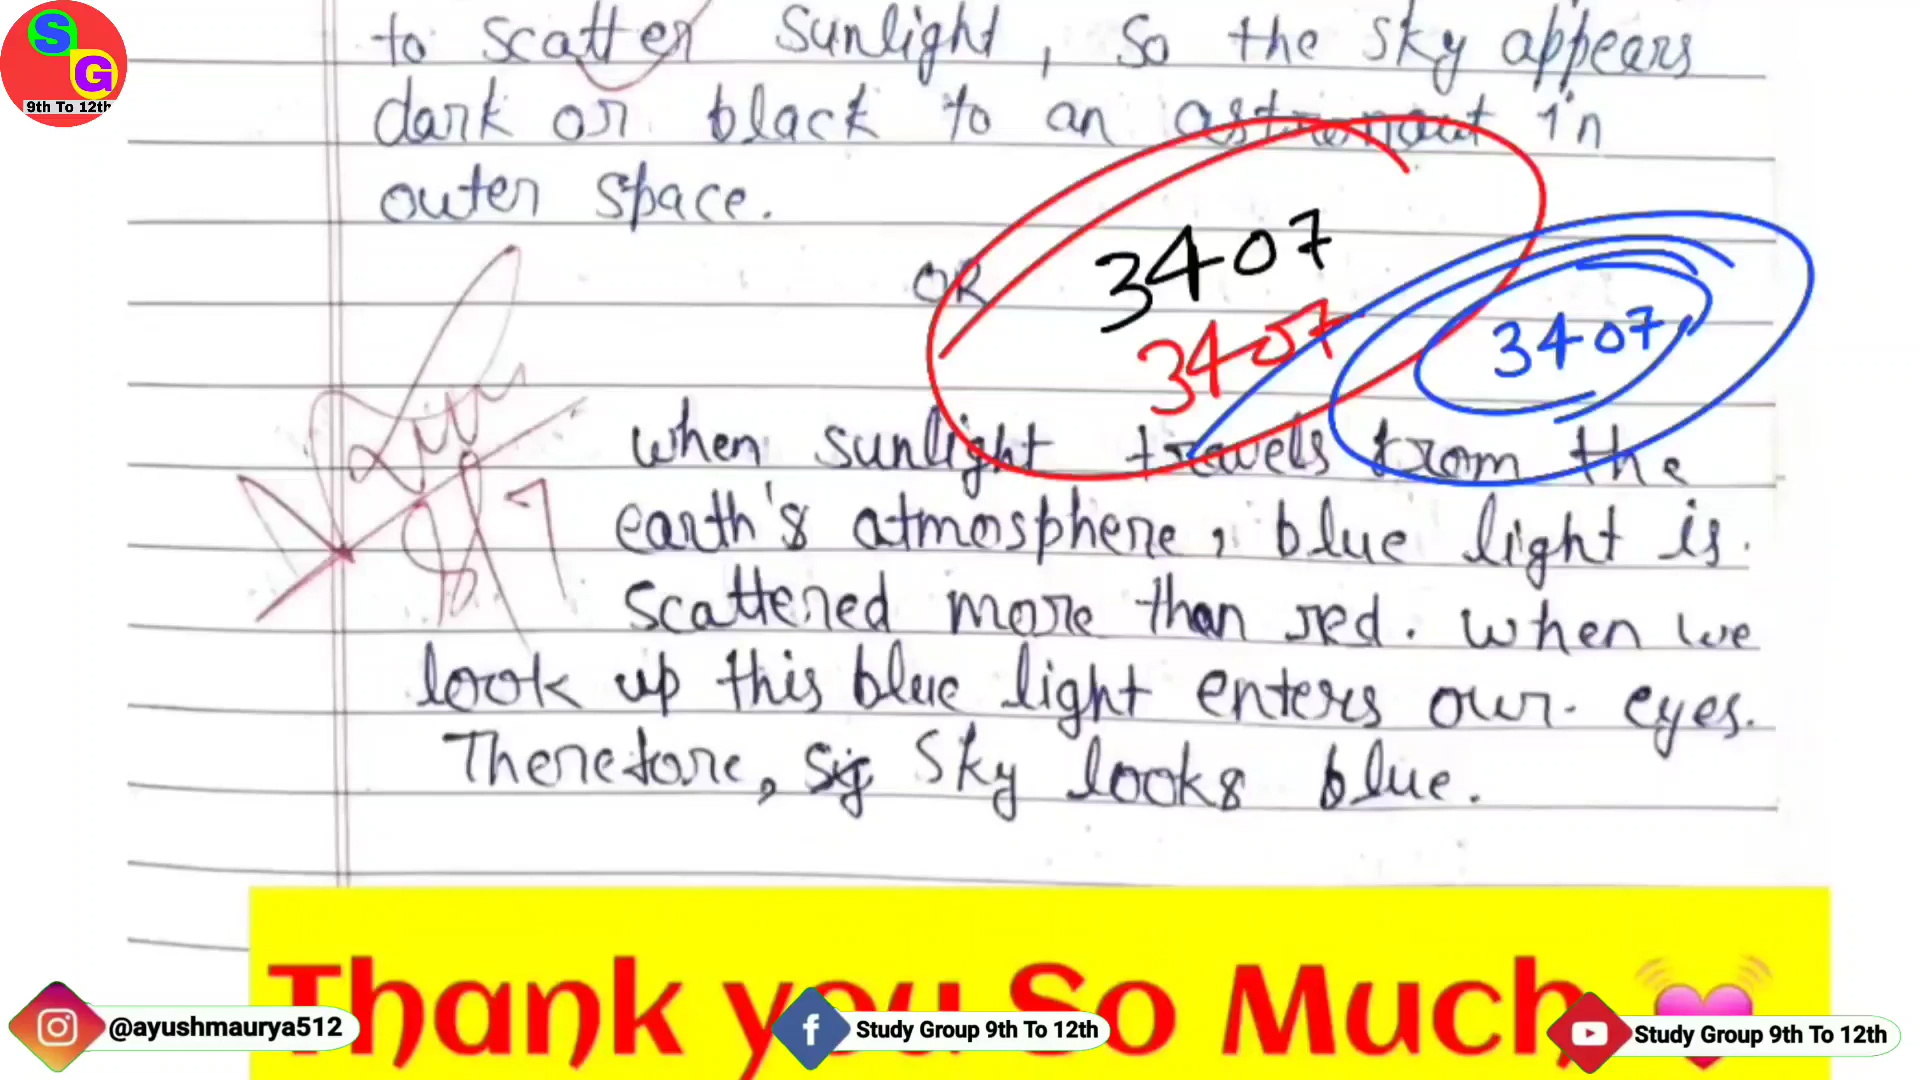 SG
9th To 12th
to scatter sunlight, So the sky appears
dark or black to an astronaut in
outer space.
OR
3407
3407
3407
When sunlight travels from the
earth's atmosphere, blue light is
scattered more than red. When we
look up this blue light enters our eyes.
Therefore, Sky looks blue.
Thank you So Much
@ayushmaurya512
Study Group 9th To 12th
Study Group 9th To 12th